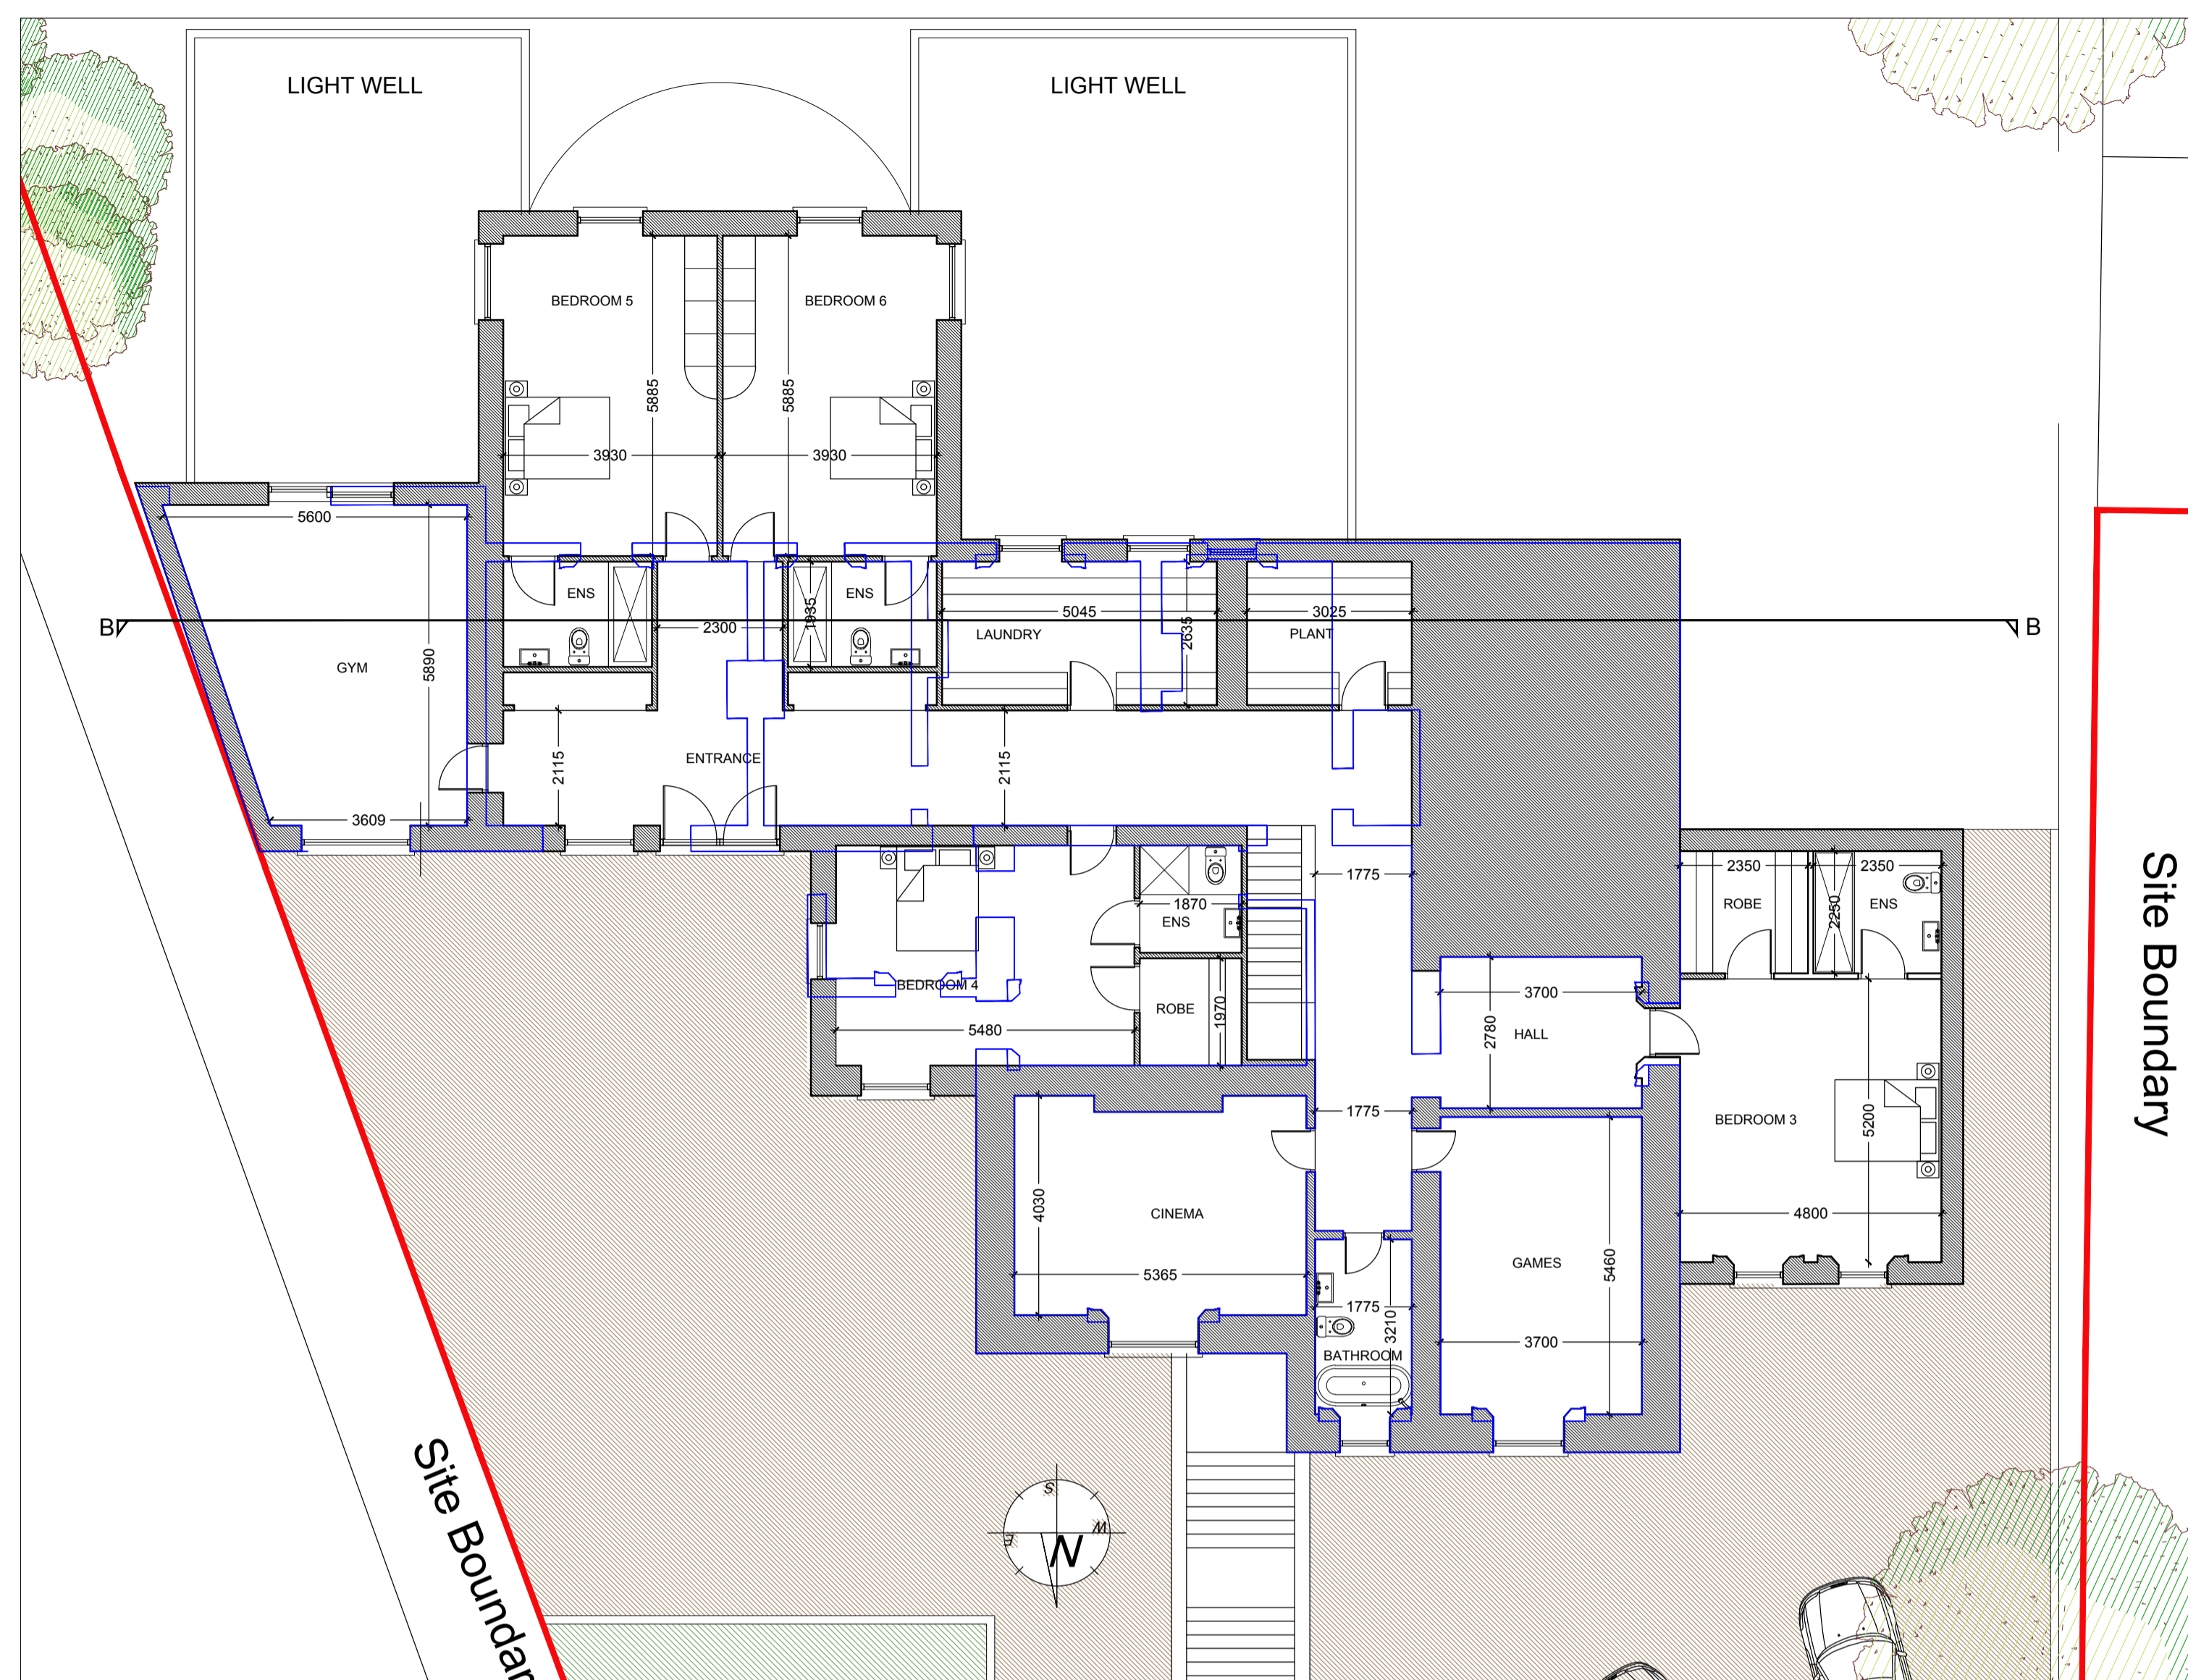 LIGHT WELL
LIGHT WELL
BEDROOM 5
BEDROOM 6
5885
5885
3930
3930
5600
ENS
1935
ENS
5045
3025
B
2300
LAUNDRY
2635
PLANT
B
GYM
5890
2115
ENTRANCE
2115
3609
1775
2350
2350
Site Boundary
1870
ENS
ROBE
2250
ENS
BEDROOM 4
3700
5480
ROBE
1970
2780
HALL
1775
BEDROOM 3
5200
4030
CINEMA
4800
5365
GAMES
5460
1775
3210
3700
BATHROOM
Site Boundar
S
W
E
N